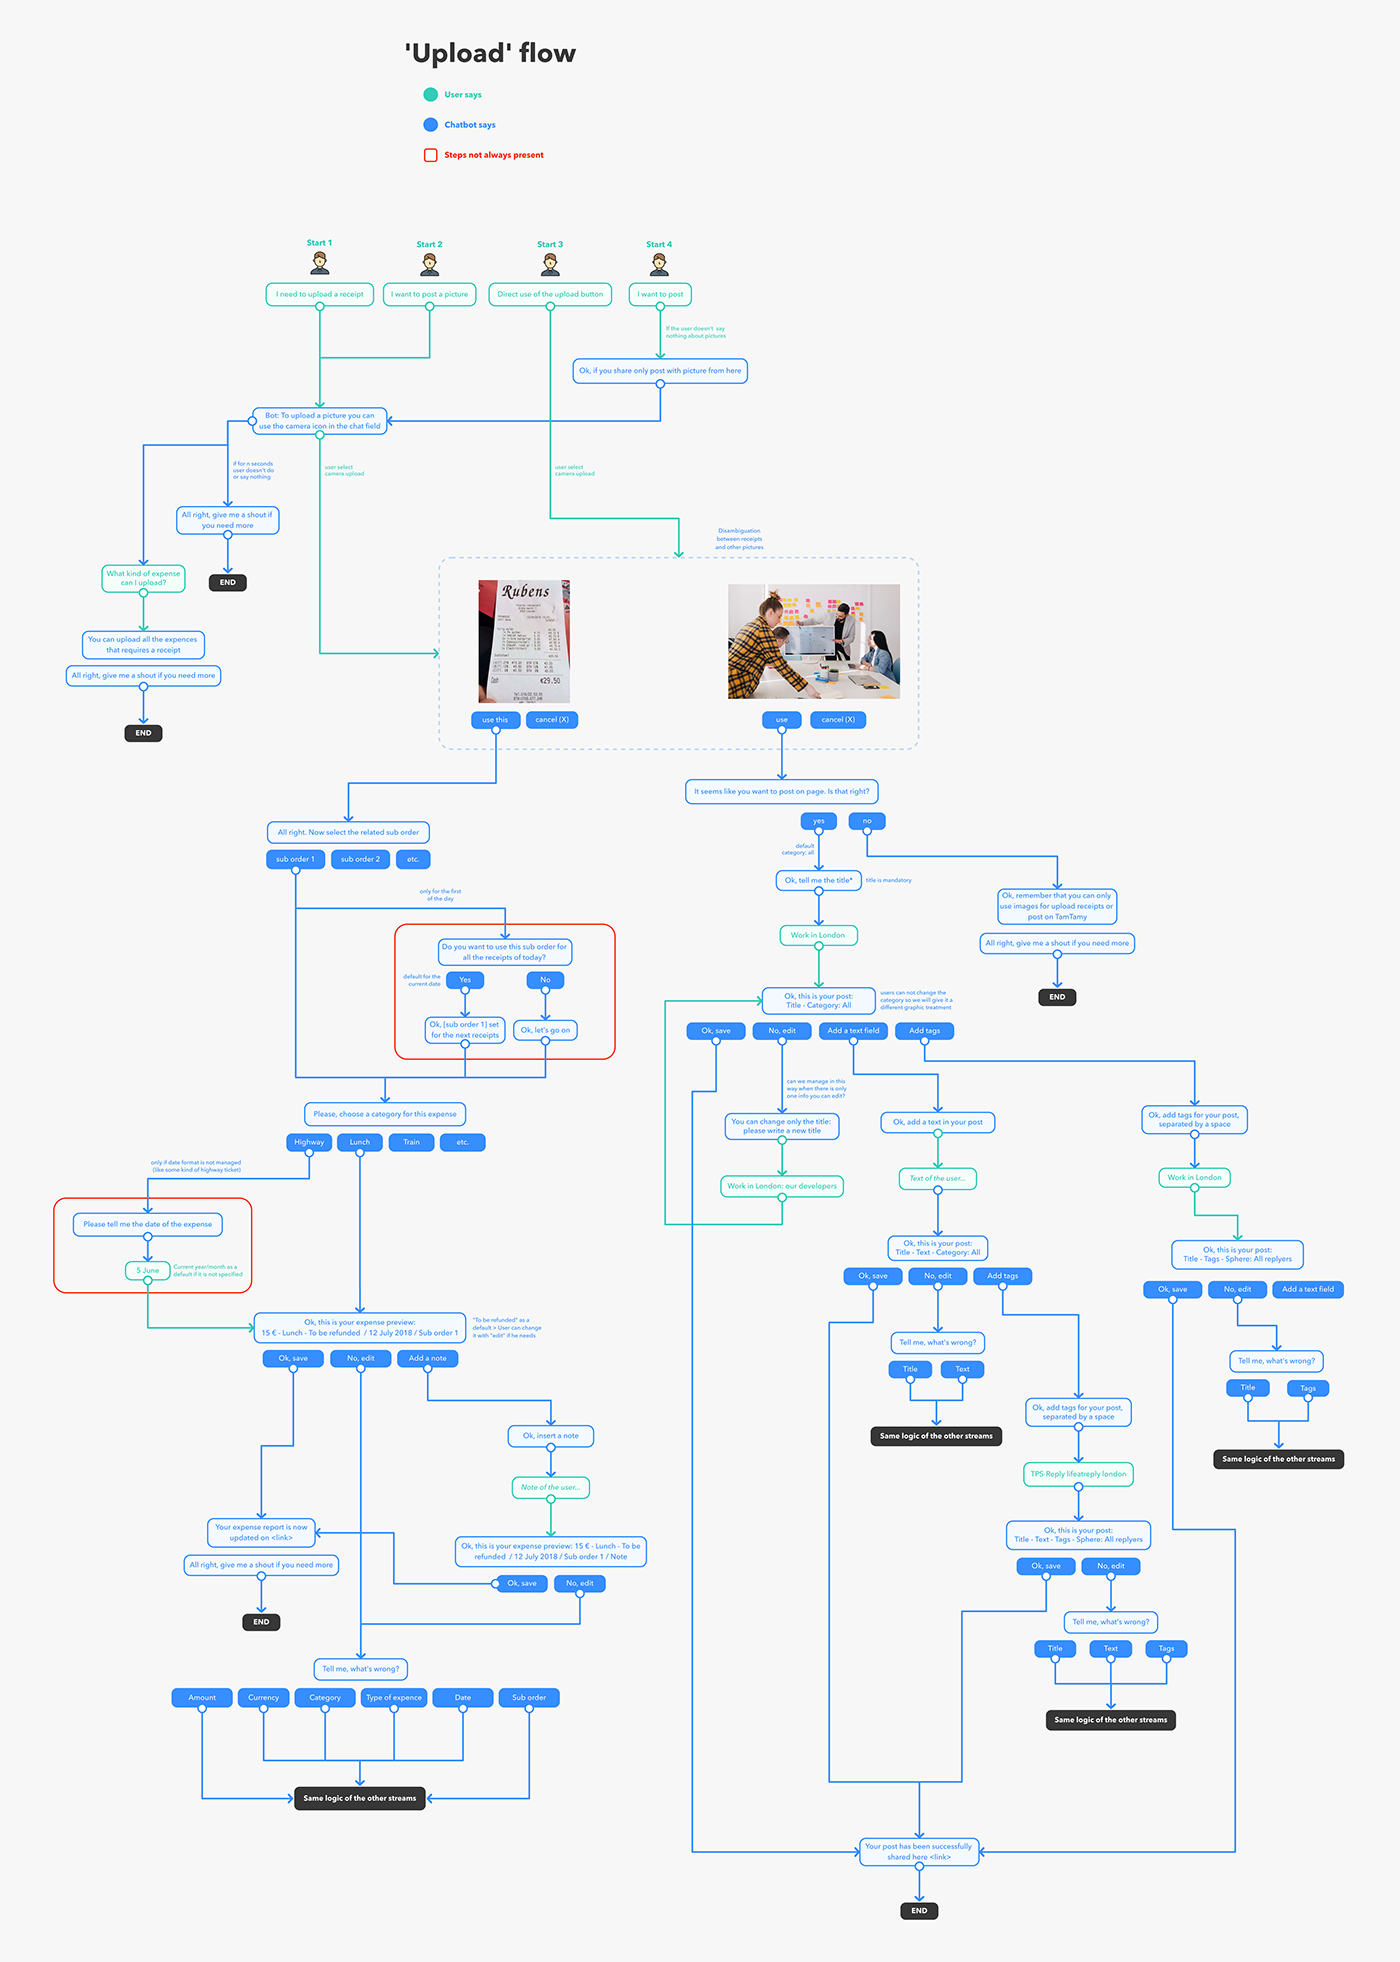 'Upload' flow
User says
Chatbot says
Steps not always present
Start 1
Start 2
Start 3
Start 4
I need to upload a receipt
I want to post a picture
Direct use of the upload button
I want to post
If the user doesn't say
nothing about pictures
Ok, if you share only post with picture from here
Bot: To upload a picture you can
use the camera icon in the chat field
if for n seconds
user doesn't do
or say nothing
user select
camera upload
user select
camera upload
All right, give me a shout if
you need more
END
What kind of expense
can I upload?
You can upload all the expences
that requires a receipt
All right, give me a shout if you need more
END
Disambiguation
between receipts
and other pictures
Rubens
€29.50
use this
cancel (X)
use
cancel (X)
It seems like you want to post on page. Is that right?
yes
no
All right. Now select the related sub order
sub order 1
sub order 2
etc.
default
category: all
Ok, tell me the title*
title is mandatory
Ok, remember that you can only
use images for upload receipts or
post on TamTamy
All right, give me a shout if you need more
END
only for the first
of the day
Work in London
Do you want to use this sub order for
all the receipts of today?
default for the
current date
Yes
No
Ok, [sub order 1] set
for the next receipts
Ok, let's go on
Ok, this is your post:
Title - Category: All
users can not change the
category so we will give it a
different graphic treatment
Ok, save
No, edit
Add a text field
Add tags
can we manage in this
way when there is only
one info you can edit?
Please, choose a category for this expense
Highway
Lunch
Train
etc.
You can change only the title:
please write a new title
Ok, add a text in your post
Ok, add tags for your post,
separated by a space
only if date format is not managed
(like some kind of highway ticket)
Work in London; our developers
Text of the user...
Work in London
Please tell me the date of the expense
5 June
Current year/month as a
default if it is not specified
Ok, this is your post:
Title - Text - Category: All
Ok, this is your post:
Title - Tags - Sphere: All replyers
Ok, save
No, edit
Add tags
Ok, save
No, edit
Add a text field
Ok, this is your expense preview:
15 € - Lunch - To be refunded / 12 July 2018 / Sub order 1
"To be refunded" as a
default > User can change
it with "edit" if he needs
Ok, save
No, edit
Add a note
Tell me, what's wrong?
Title
Text
Same logic of the other streams
Tell me, what's wrong?
Title
Tags
Same logic of the other streams
Ok, insert a note
Note of the user...
Ok, add tags for your post,
separated by a space
TPS-Reply lifeatreply london
Your expense report is now
updated on <link>
All right, give me a shout if you need more
END
Ok, this is your expense preview: 15 € - Lunch - To be
refunded / 12 July 2018 / Sub order 1 / Note
Ok, save
No, edit
Ok, this is your post:
Title - Text - Tags - Sphere: All replyers
Ok, save
No, edit
Tell me, what's wrong?
Title
Text
Tags
Same logic of the other streams
Tell me, what's wrong?
Amount
Currency
Category
Type of expence
Date
Sub order
Same logic of the other streams
Your post has been successfully
shared here <link>
END